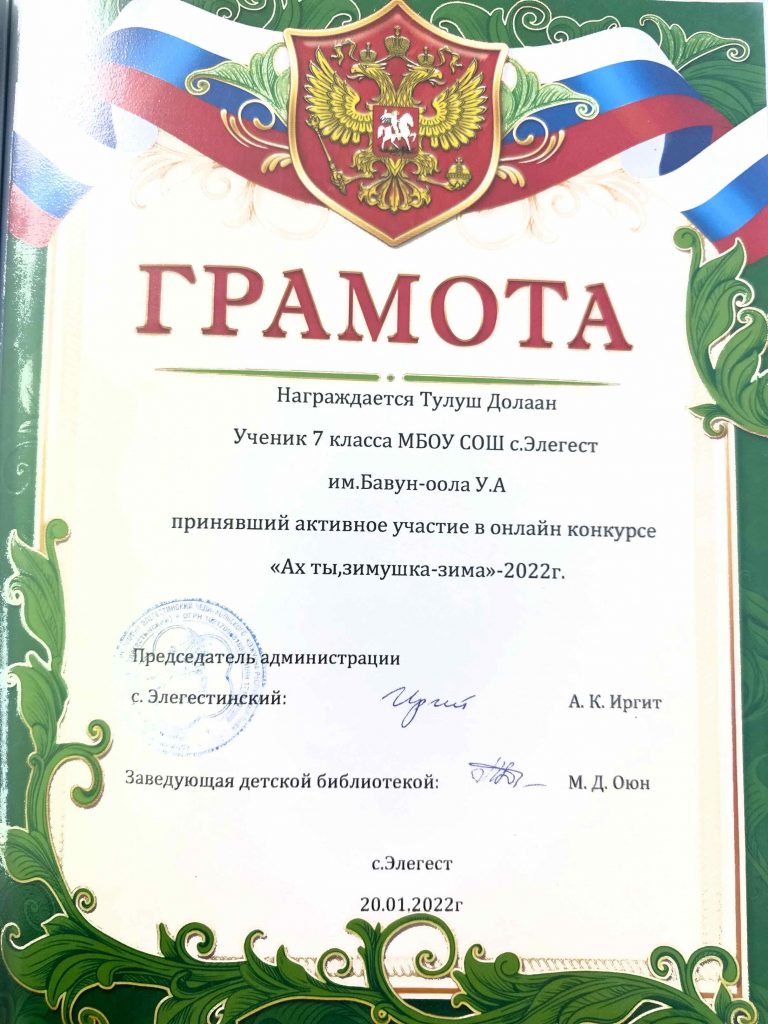 ГРАМОТА
Награждается Тулуш Долаан
Ученик 7 класса МБОУ СОШ с.Элегест
им.Бавун-оола У.А
принявший активное участие в онлайн конкурсе
«Ах ты,зимушка-зима»-2022г.
Председатель администрации
с. Элегестинский: Иргит А. К. Иргит
Заведующая детской библиотекой: М. Д. Оюн
с.Элегест
20.01.2022г